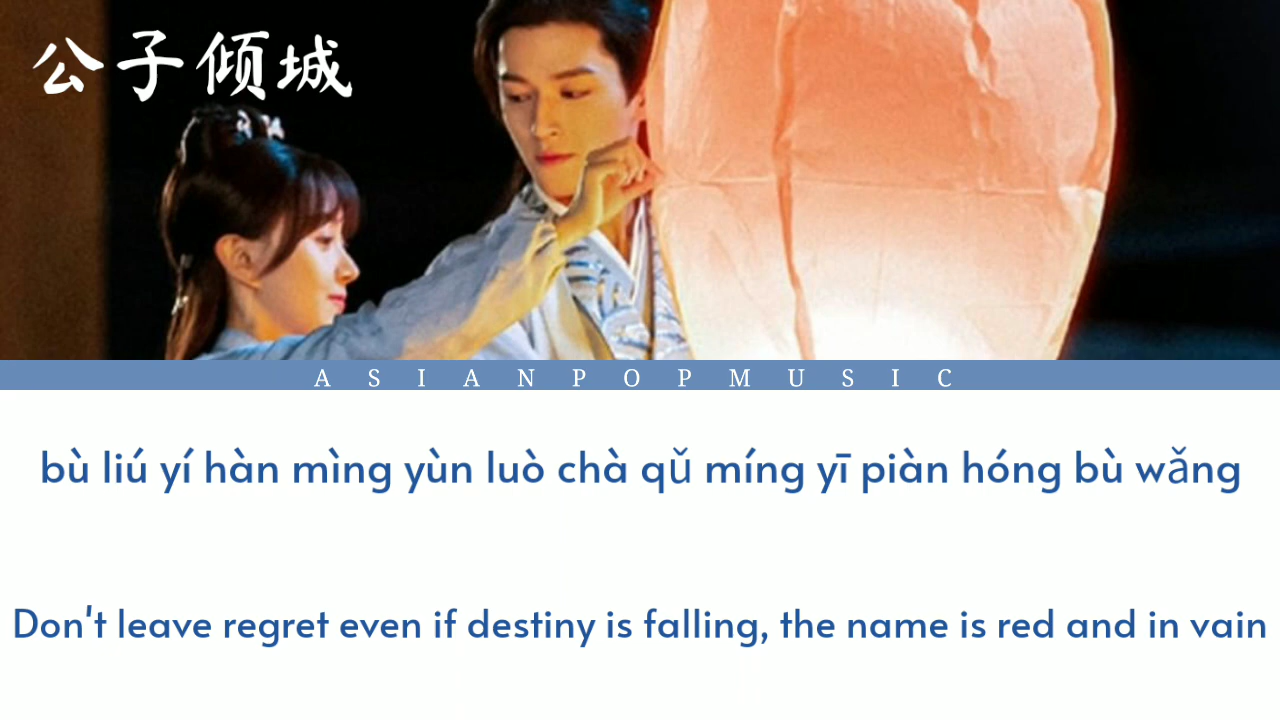 公子倾城
ASIANPOPMUSIC
bù liú yí hàn mìng yùn luò chà qǔ míng yī piàn hóng bù wǎng
Don't leave regret even if destiny is falling, the name is red and in vain